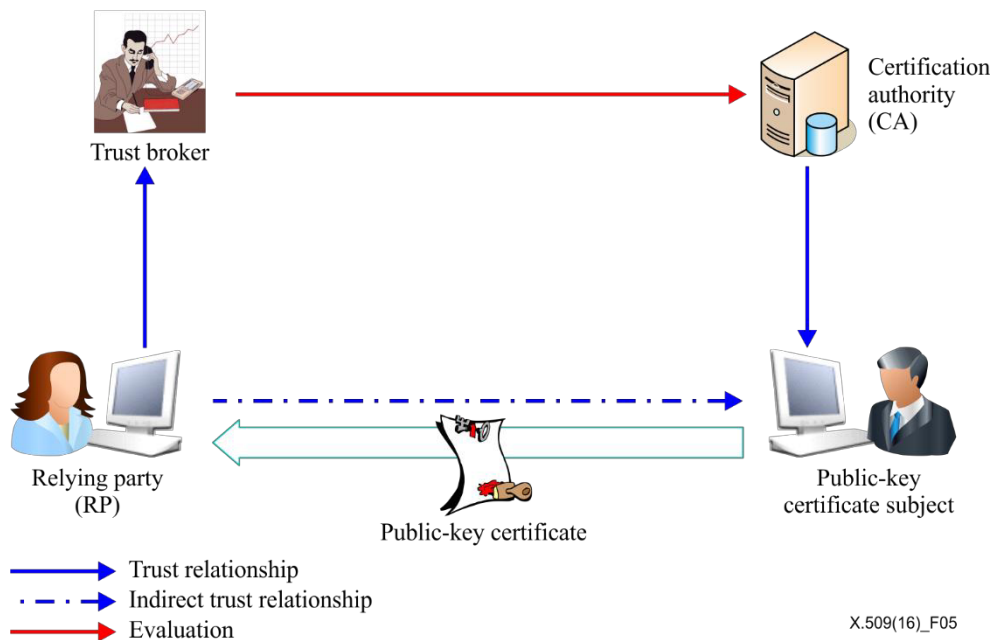 Certification
authority
(CA)
Trust broker
Relying party
(RP)
Public-key
certificate subject
Public-key certificate
Trust relationship
Indirect trust relationship
Evaluation
X.509(16)_F05